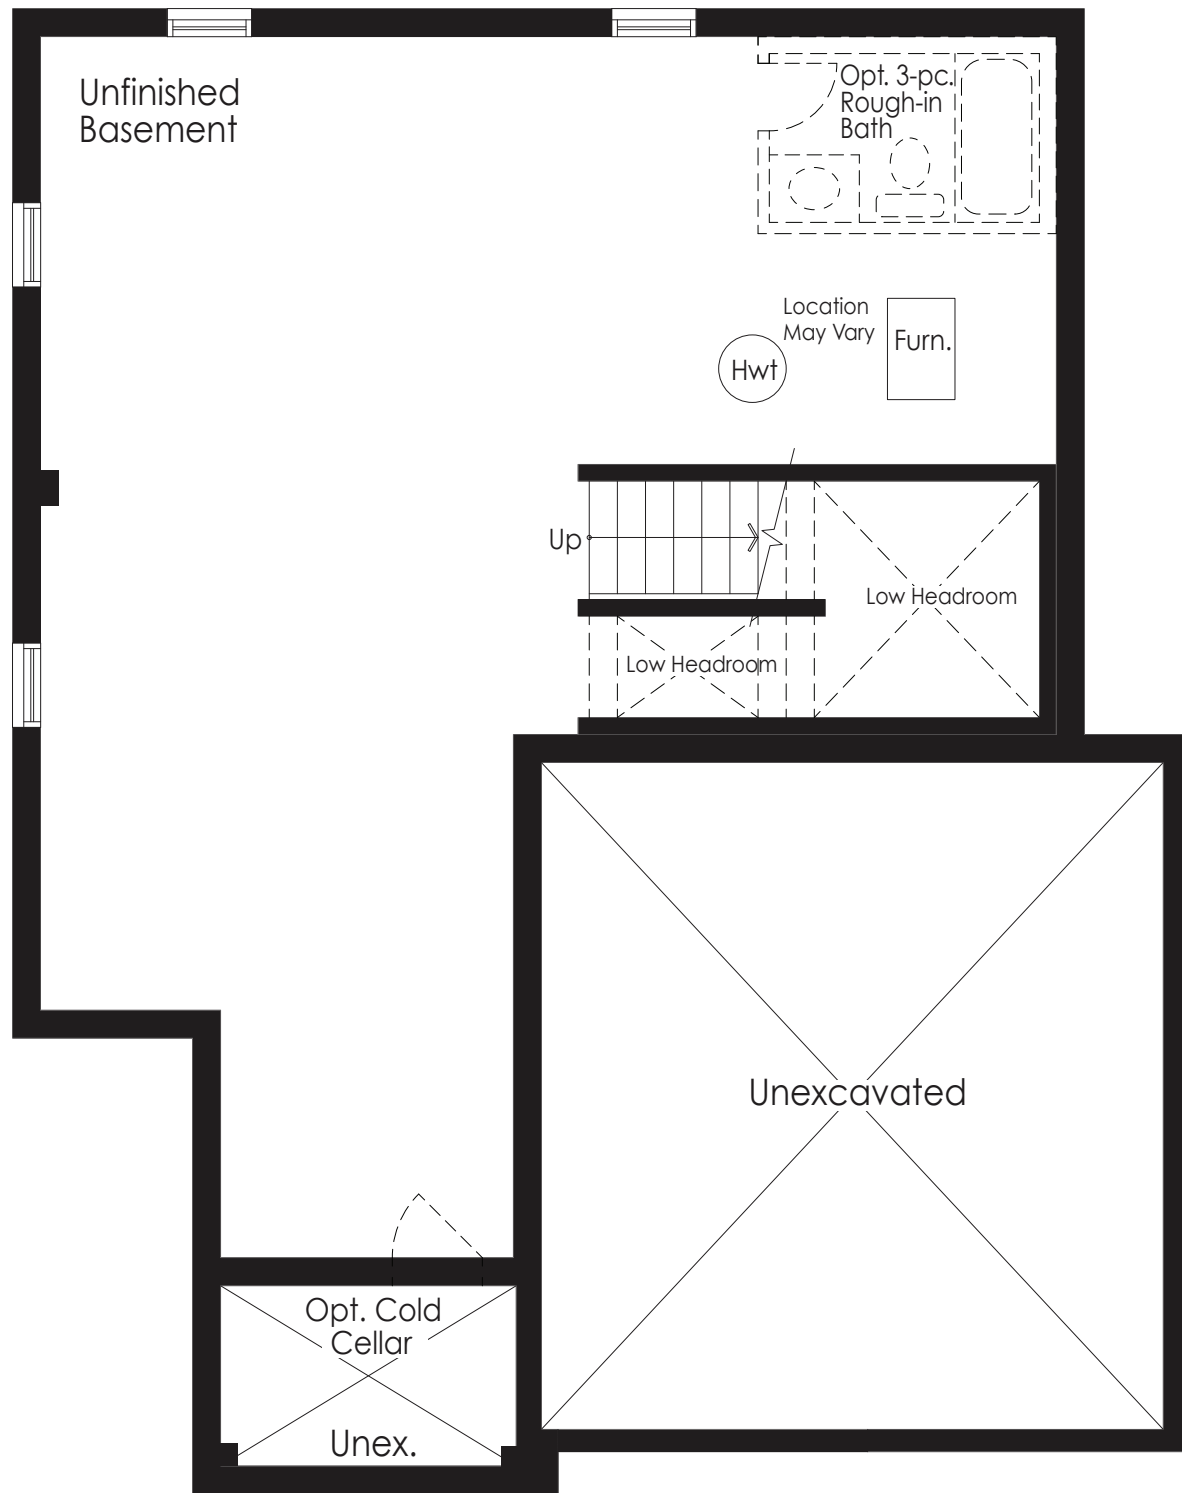 Unfinished
Basement
Opt. 3-pc.
Rough-in
Bath
Location
May Vary
Furn.
Hwt
Up
Low Headroom
Low Headroom
Unexcavated
Opt. Cold
Cellar
Unex.